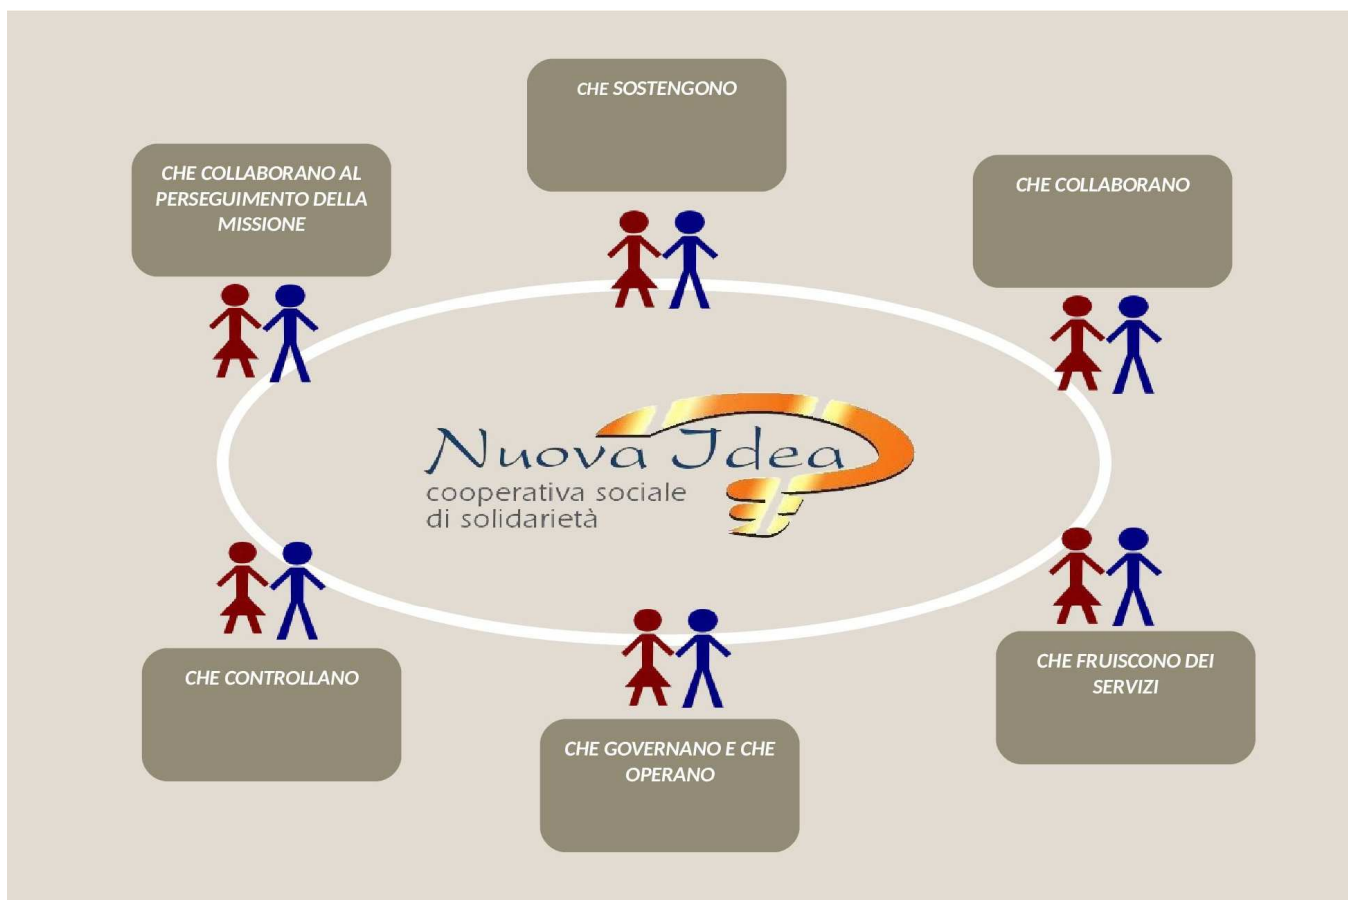 CHE SOSTENGONO
CHE COLLABORANO AL
PERSEGUIMENTO DELLA
MISSIONE
CHE COLLABORANO
Nuova Idea
cooperativa sociale
di solidarietà
CHE CONTROLLANO
CHE GOVERNANO E CHE
OPERANO
CHE FRUISCONO DEI
SERVIZI